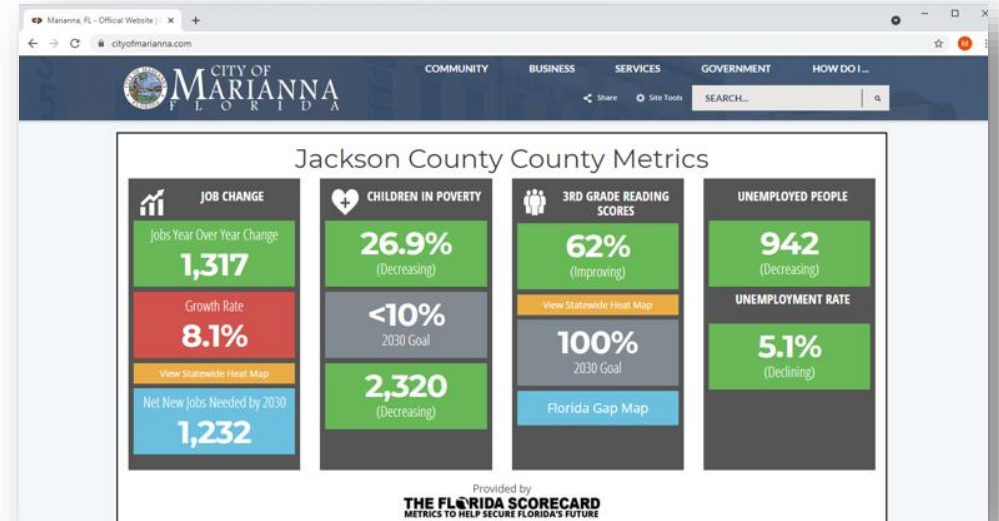 Marianna, FL - Official Website |
cityofmarianna.com
M
CITY OF
MARIANNA
FLORIDA
COMMUNITY BUSINESS SERVICES GOVERNMENT HOW DO I...
Share Site Tools SEARCH...
Jackson County County Metrics
JOB CHANGE
Jobs Year Over Year Change
1,317
Growth Rate
8.1%
View Statewide Heat Map
Net New Jobs Needed by 2030
1,232
CHILDREN IN POVERTY
26.9%
(Decreasing)
<10%
2030 Goal
2,320
(Decreasing)
3RD GRADE READING
SCORES
62%
(Improving)
View Statewide Heat Map
100%
2030 Goal
Florida Gap Map
UNEMPLOYED PEOPLE
942
(Decreasing)
UNEMPLOYMENT RATE
5.1%
(Declining)
Provided by
THE FLORIDA SCORECARD
METRICS TO HELP SECURE FLORIDA'S FUTURE